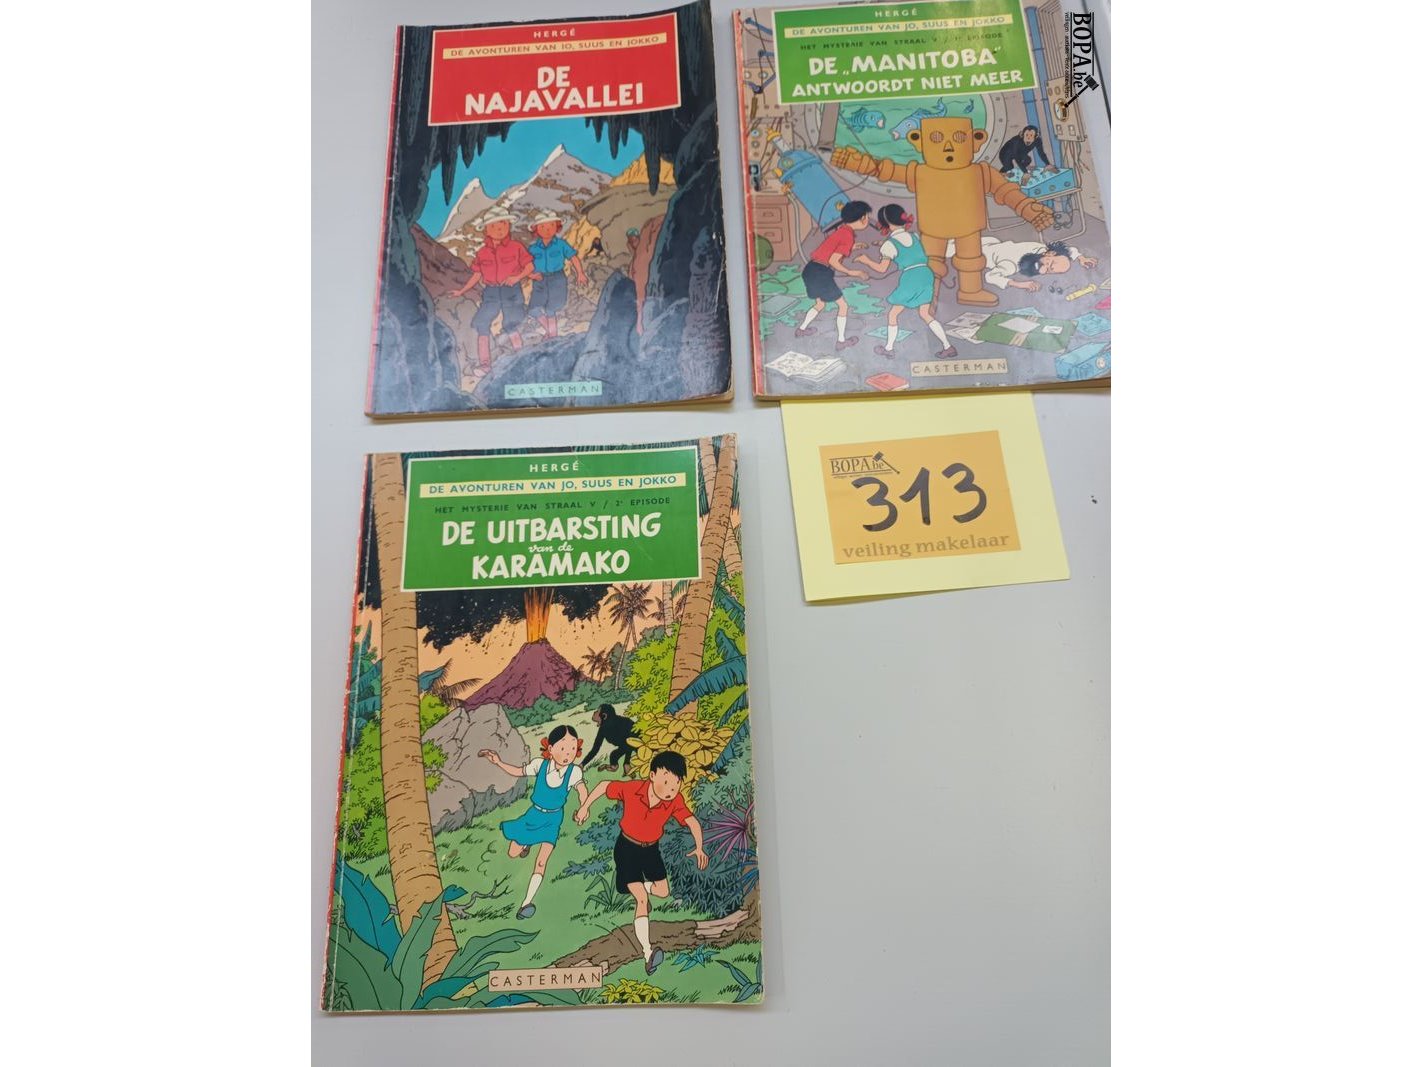 HERGÉ
DE AVONTUREN VAN JO, SUUS EN JOKKO
DE
NAJAVALLEI
CASTERMAN
HERGÉ
DE AVONTUREN VAN JO, SUUS EN JOKKO
HET MYSTERIE VAN STRAAL V / 1e EPISODE
DE „MANITOBA"
ANTWOORDT NIET MEER
CASTERMAN
BOPA.be
HERGÉ
DE AVONTUREN VAN JO, SUUS EN JOKKO
HET MYSTERIE VAN STRAAL V / 2e EPISODE
DE UITBARSTING
van de
KARAMAKO
CASTERMAN
BOPA.be
313
veiling makelaar